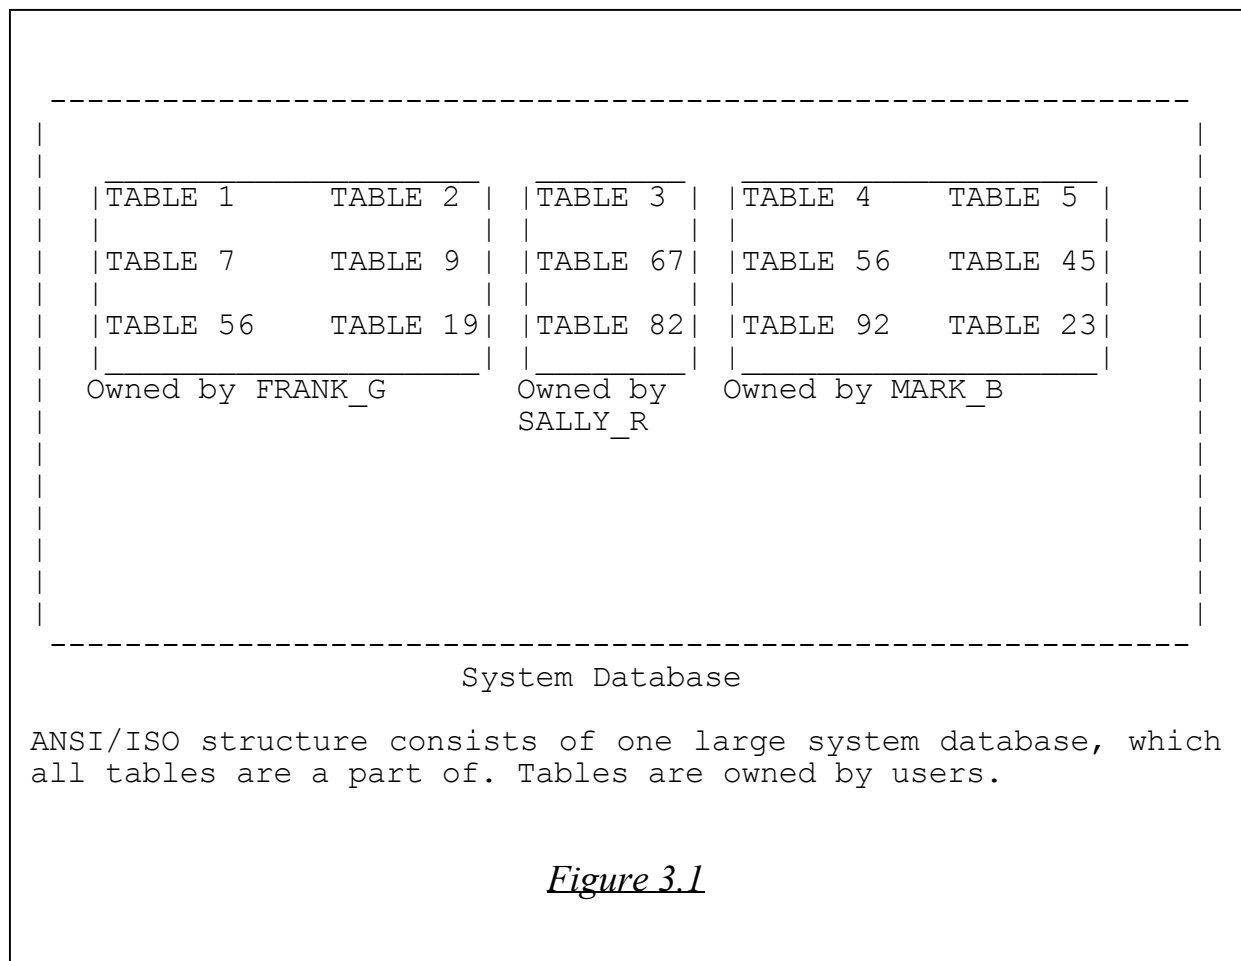 TABLE 1 TABLE 2 TABLE 3 TABLE 4 TABLE 5
TABLE 7 TABLE 9 TABLE 67 TABLE 56 TABLE 45
TABLE 56 TABLE 19 TABLE 82 TABLE 92 TABLE 23
Owned by FRANK_G Owned by Owned by MARK_B
SALLY_R
System Database
ANSI/ISO structure consists of one large system database, which
all tables are a part of. Tables are owned by users.
Figure 3.1